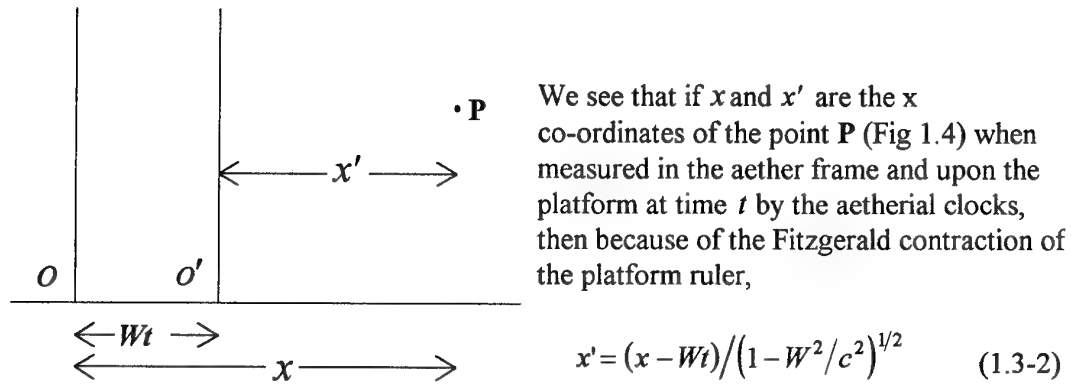 · P
x′
O
O′
Wt
x
We see that if x and x′ are the x
co-ordinates of the point P (Fig 1.4) when
measured in the aether frame and upon the
platform at time t by the aetherial clocks,
then because of the Fitzgerald contraction of
the platform ruler,
x'= (x − Wt)/(1 − W²/c²)^1/2 (1.3-2)